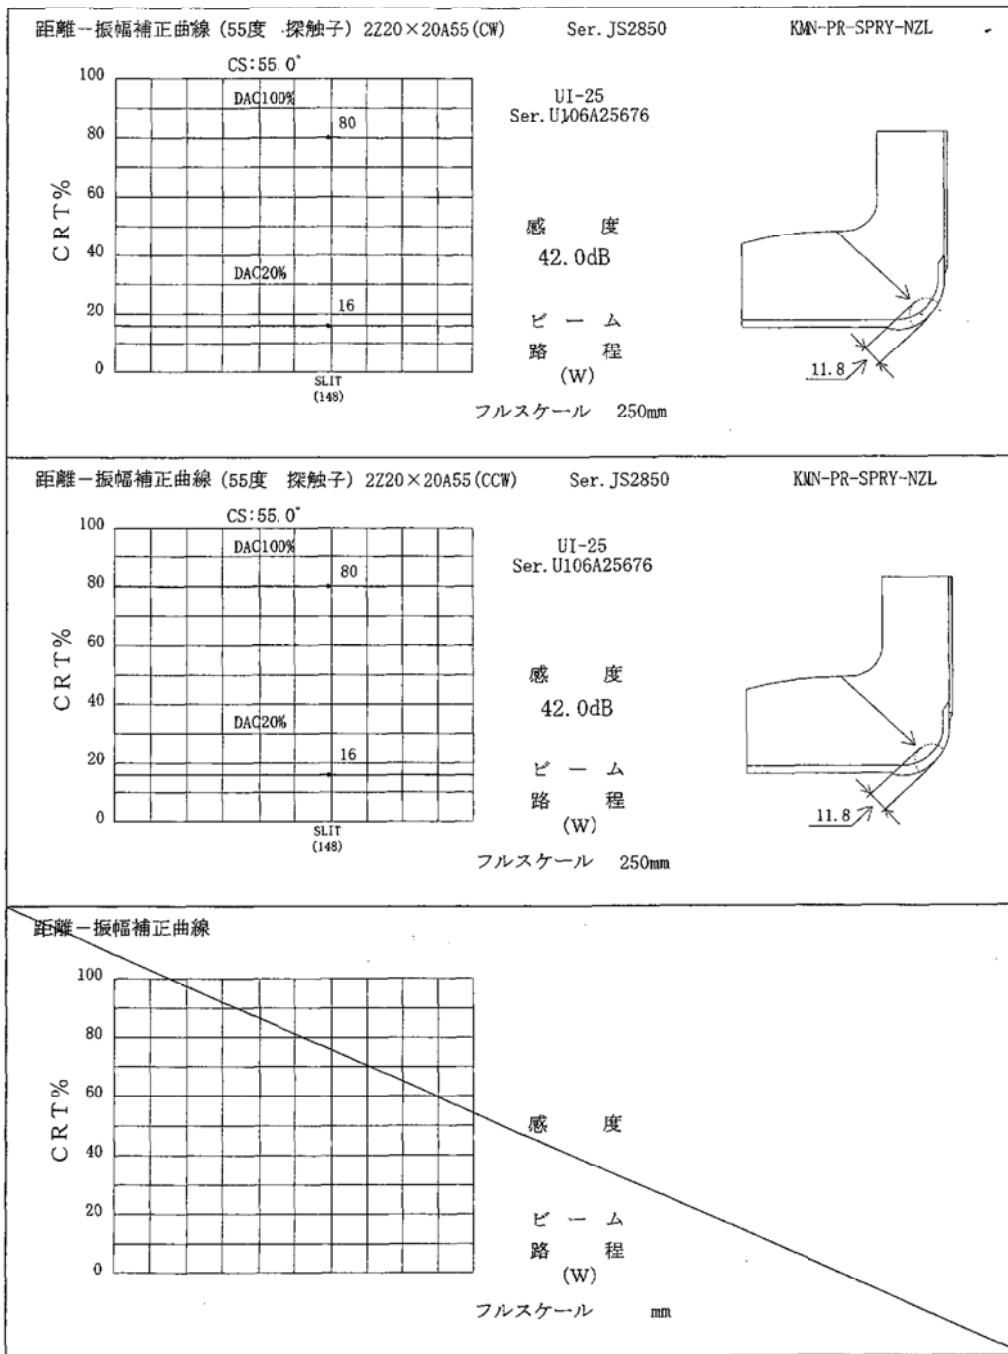 距離－振幅補正曲線 (55度 探触子) 2Z20×20A55(CW) Ser. JS2850 KMN-PR-SPRY-NZL
CS:55.0°
100
DAC100%
UI-25
Ser. U106A25676
80
80
60
感 度
42.0dB
CRT%
40
DAC20%
20
16
ビ ー ム
路 程
(W)
11.8
0
SLIT
(148)
フルスケール 250mm
距離－振幅補正曲線 (55度 探触子) 2Z20×20A55(CCW) Ser. JS2850 KMN-PR-SPRY-NZL
CS:55.0°
100
DAC100%
UI-25
Ser. U106A25676
80
80
60
感 度
42.0dB
CRT%
40
DAC20%
20
16
ビ ー ム
路 程
(W)
11.8
0
SLIT
(148)
フルスケール 250mm
距離－振幅補正曲線
100
80
60
CRT%
感 度
40
20
ビ ー ム
路 程
(W)
0
フルスケール mm